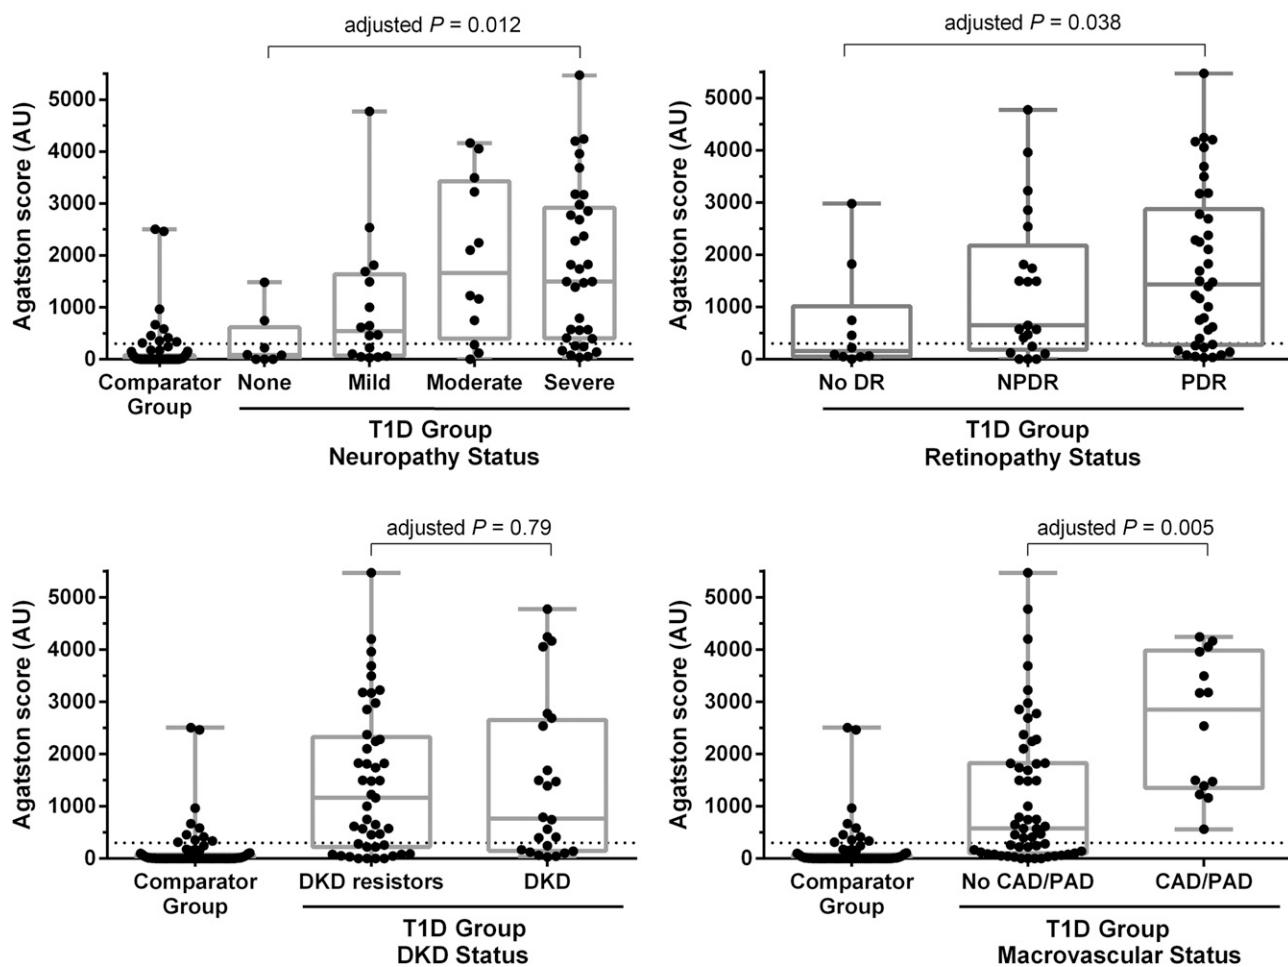 adjusted P = 0.012
Agatston score (AU)
5000
4000
3000
2000
1000
0
Comparator
Group
None
Mild
Moderate
Severe
T1D Group
Neuropathy Status
adjusted P = 0.038
Agatston score (AU)
5000
4000
3000
2000
1000
0
No DR
NPDR
PDR
T1D Group
Retinopathy Status
adjusted P = 0.79
Agatston score (AU)
5000
4000
3000
2000
1000
0
Comparator
Group
DKD resistors
DKD
T1D Group
DKD Status
adjusted P = 0.005
Agatston score (AU)
5000
4000
3000
2000
1000
0
Comparator
Group
No CAD/PAD
CAD/PAD
T1D Group
Macrovascular Status